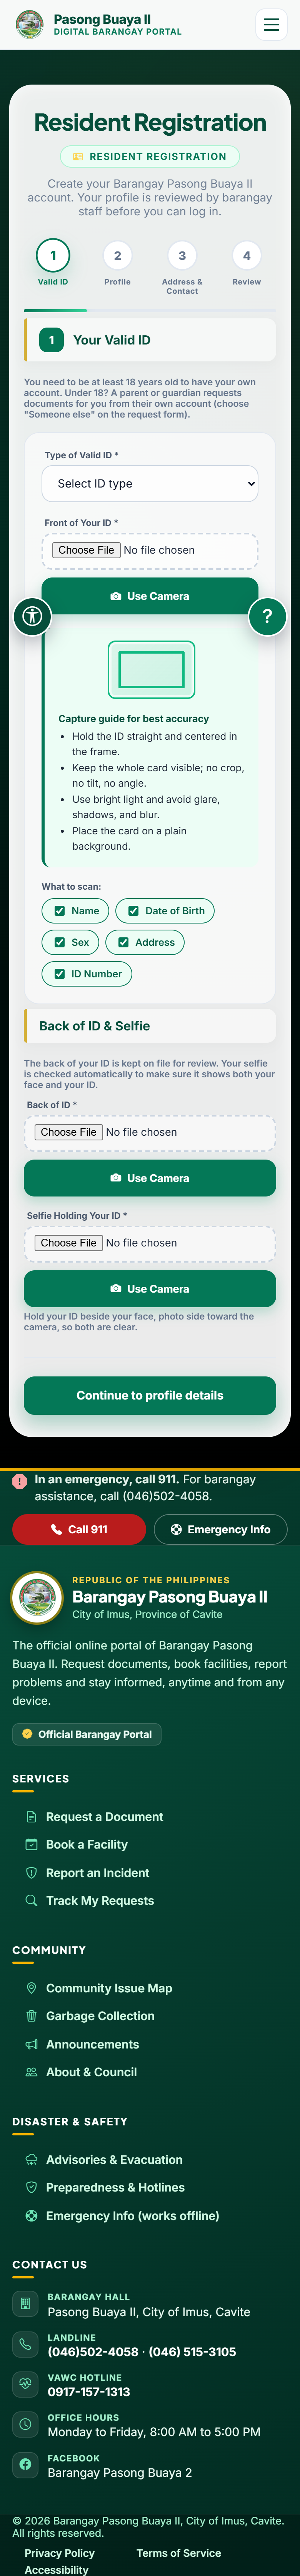 Pasong Buaya II
DIGITAL BARANGAY PORTAL
Resident Registration
RESIDENT REGISTRATION
Create your Barangay Pasong Buaya II
account. Your profile is reviewed by barangay
staff before you can log in.
1
2
3
4
Valid ID
Profile
Address &
Contact
Review
1
Your Valid ID
You need to be at least 18 years old to have your own
account. Under 18? A parent or guardian requests
documents for you from their own account (choose
"Someone else" on the request form).
Type of Valid ID *
Select ID type
Front of Your ID *
Choose File No file chosen
Use Camera
?
Capture guide for best accuracy
Hold the ID straight and centered in
the frame.
Keep the whole card visible; no crop,
no tilt, no angle.
Use bright light and avoid glare,
shadows, and blur.
Place the card on a plain
background.
What to scan:
Name
Date of Birth
Sex
Address
ID Number
Back of ID & Selfie
The back of your ID is kept on file for review. Your selfie
is checked automatically to make sure it shows both your
face and your ID.
Back of ID *
Choose File No file chosen
Use Camera
Selfie Holding Your ID *
Choose File No file chosen
Use Camera
Hold your ID beside your face, photo side toward the
camera, so both are clear.
Continue to profile details
In an emergency, call 911. For barangay
assistance, call (046)502-4058.
Call 911
Emergency Info
REPUBLIC OF THE PHILIPPINES
Barangay Pasong Buaya II
City of Imus, Province of Cavite
The official online portal of Barangay Pasong
Buaya II. Request documents, book facilities, report
problems and stay informed, anytime and from any
device.
Official Barangay Portal
SERVICES
Request a Document
Book a Facility
Report an Incident
Track My Requests
COMMUNITY
Community Issue Map
Garbage Collection
Announcements
About & Council
DISASTER & SAFETY
Advisories & Evacuation
Preparedness & Hotlines
Emergency Info (works offline)
CONTACT US
BARANGAY HALL
Pasong Buaya II, City of Imus, Cavite
LANDLINE
(046)502-4058 · (046) 515-3105
VAWC HOTLINE
0917-157-1313
OFFICE HOURS
Monday to Friday, 8:00 AM to 5:00 PM
FACEBOOK
Barangay Pasong Buaya 2
© 2026 Barangay Pasong Buaya II, City of Imus, Cavite.
All rights reserved.
Privacy Policy
Terms of Service
Accessibility